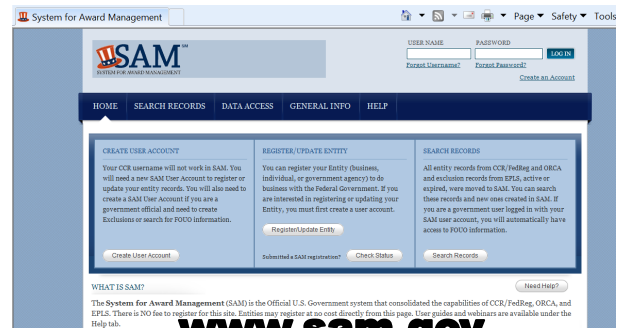 System for Award Management
Page Safety Tools
SAM SM
SYSTEM FOR AWARD MANAGEMENT
USER NAME PASSWORD
LOG IN
Forgot Username? Forgot Password?
Create an Account
HOME SEARCH RECORDS DATA ACCESS GENERAL INFO HELP
CREATE USER ACCOUNT
Your CCR username will not work in SAM. You
will need a new SAM User Account to register or
update your entity records. You will also need to
create a SAM User Account if you are a
government official and need to create
Exclusions or search for FOUO information.
Create User Account
REGISTER/UPDATE ENTITY
You can register your Entity (business,
individual, or government agency) to do
business with the Federal Government. If you
are interested in registering or updating your
Entity, you must first create a user account.
Register/Update Entity
Submitted a SAM registration? Check Status
SEARCH RECORDS
All entity records from CCR/FedReg and ORCA
and exclusion records from EPLS, active or
expired, were moved to SAM. You can search
these records and new ones created in SAM. If
you are a government user logged in with your
SAM user account, you will automatically have
access to FOUO information.
Search Records
WHAT IS SAM?
Need Help?
The System for Award Management (SAM) is the Official U.S. Government system that consolidated the capabilities of CCR/FedReg, ORCA, and
EPLS. There is NO fee to register for this site. Entities may register at no cost directly from this page. User guides and webinars are available under the
Help tab.
www.sam.gov